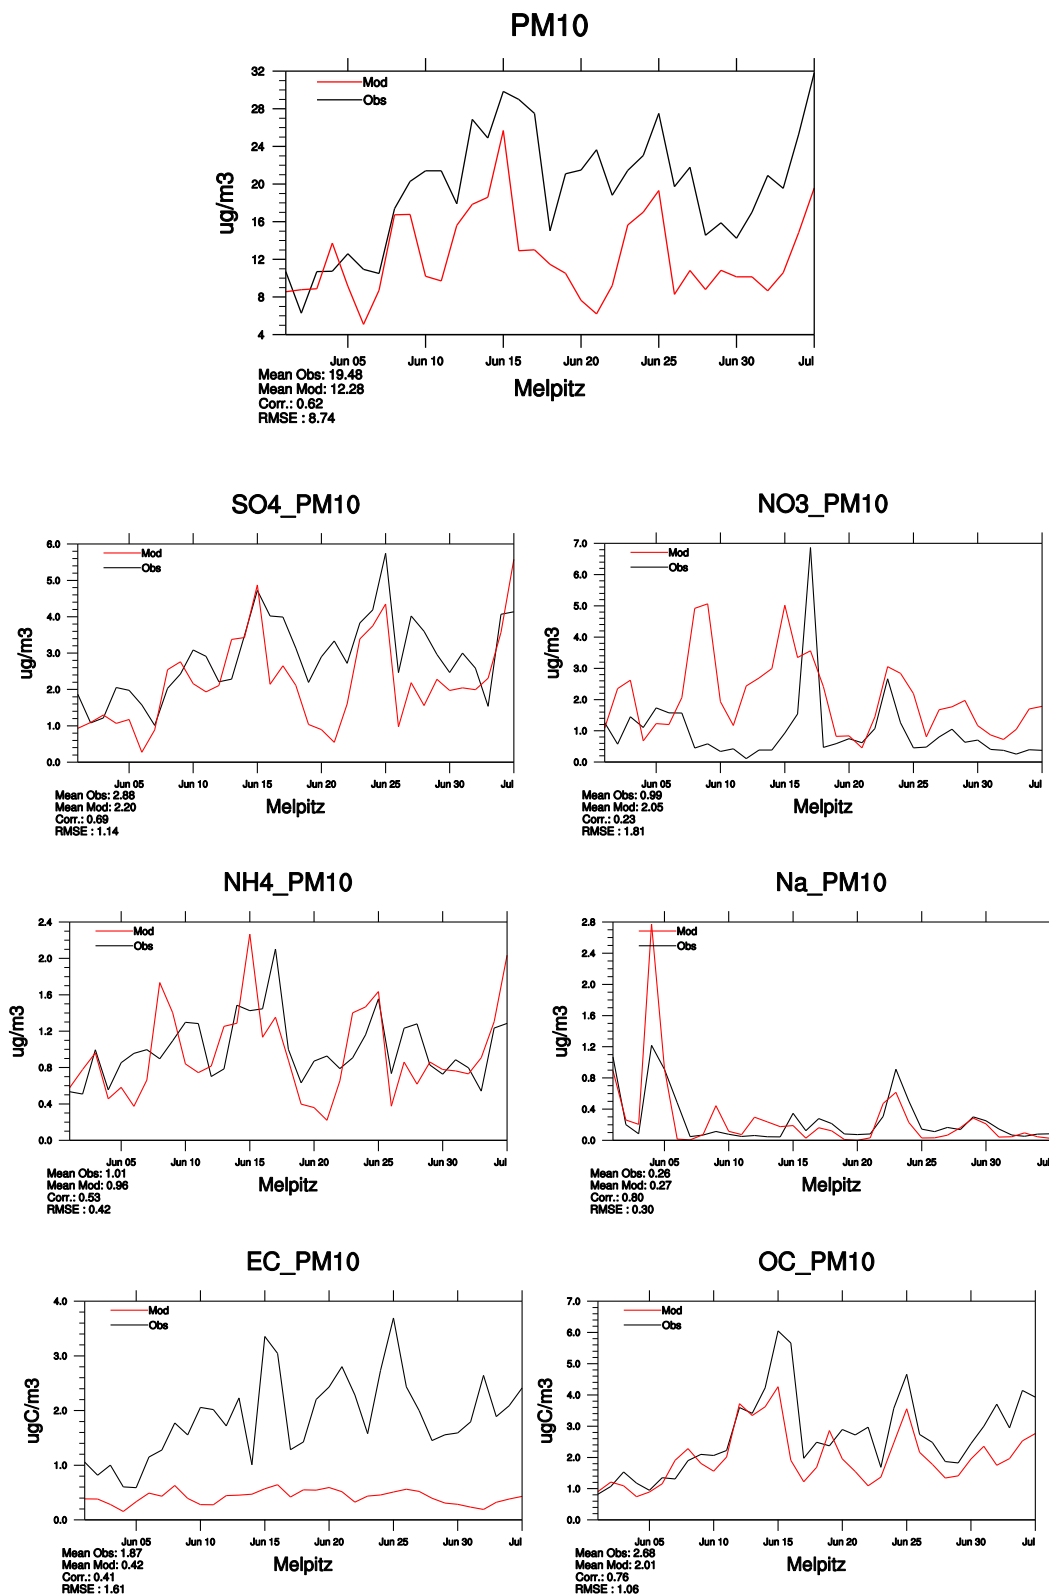 PM10
32
28
24
20
16
12
8
4
ug/m3
Mod
Obs
Jun 05 Jun 10 Jun 15 Jun 20 Jun 25 Jun 30 Jul
Melpitz
Mean Obs: 19.48
Mean Mod: 12.28
Corr.: 0.62
RMSE : 8.74
SO4_PM10
6.0
5.0
4.0
3.0
2.0
1.0
0.0
ug/m3
Mod
Obs
Jun 05 Jun 10 Jun 15 Jun 20 Jun 25 Jun 30 Jul
Melpitz
Mean Obs: 2.88
Mean Mod: 2.20
Corr.: 0.69
RMSE : 1.14
NO3_PM10
7.0
6.0
5.0
4.0
3.0
2.0
1.0
0.0
ug/m3
Mod
Obs
Jun 05 Jun 10 Jun 15 Jun 20 Jun 25 Jun 30 Jul
Melpitz
Mean Obs: 0.99
Mean Mod: 2.05
Corr.: 0.23
RMSE : 1.81
NH4_PM10
2.4
2.0
1.6
1.2
0.8
0.4
0.0
ug/m3
Mod
Obs
Jun 05 Jun 10 Jun 15 Jun 20 Jun 25 Jun 30 Jul
Melpitz
Mean Obs: 1.01
Mean Mod: 0.96
Corr.: 0.53
RMSE : 0.42
Na_PM10
2.8
2.4
2.0
1.6
1.2
0.8
0.4
0.0
ug/m3
Mod
Obs
Jun 05 Jun 10 Jun 15 Jun 20 Jun 25 Jun 30 Jul
Melpitz
Mean Obs: 0.26
Mean Mod: 0.27
Corr.: 0.80
RMSE : 0.30
EC_PM10
4.0
3.0
2.0
1.0
0.0
ugC/m3
Mod
Obs
Jun 05 Jun 10 Jun 15 Jun 20 Jun 25 Jun 30 Jul
Melpitz
Mean Obs: 1.87
Mean Mod: 0.42
Corr.: 0.41
RMSE : 1.61
OC_PM10
7.0
6.0
5.0
4.0
3.0
2.0
1.0
0.0
ugC/m3
Mod
Obs
Jun 05 Jun 10 Jun 15 Jun 20 Jun 25 Jun 30 Jul
Melpitz
Mean Obs: 2.68
Mean Mod: 2.01
Corr.: 0.76
RMSE : 1.06